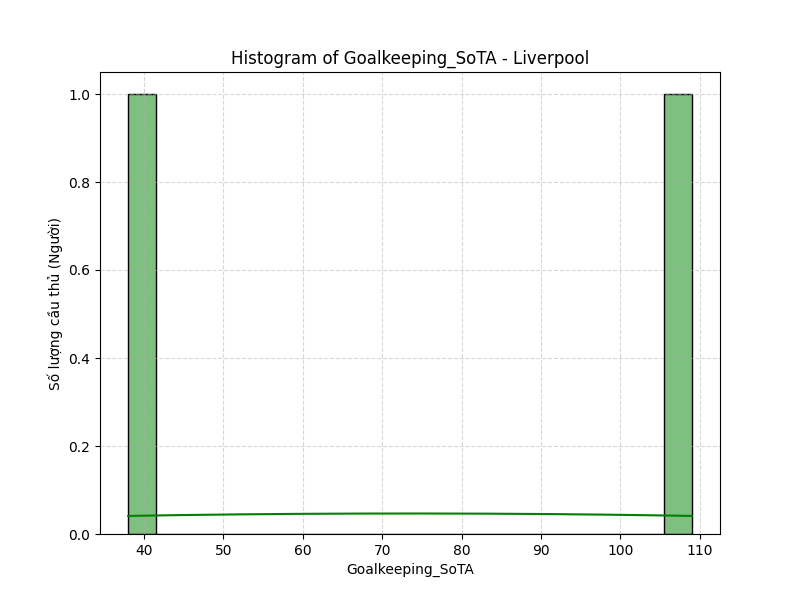 Histogram of Goalkeeping_SoTA - Liverpool
1.0
0.8
0.6
0.4
0.2
0.0
Số lượng cầu thủ (Người)
40 50 60 70 80 90 100 110
Goalkeeping_SoTA